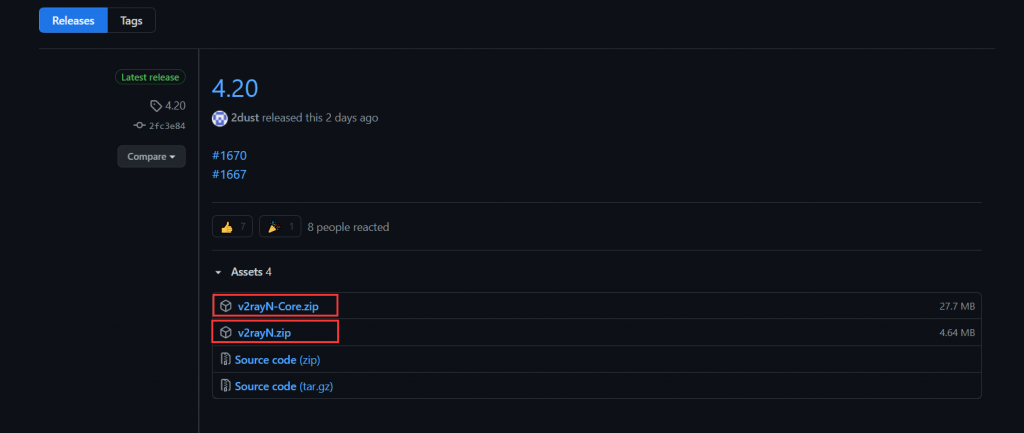 Releases Tags
Latest release
4.20
2fc3e84
Compare
4.20
2dust released this 2 days ago
#1670
#1667
7 1 8 people reacted
Assets 4
v2rayN-Core.zip 27.7 MB
v2rayN.zip 4.64 MB
Source code (zip)
Source code (tar.gz)